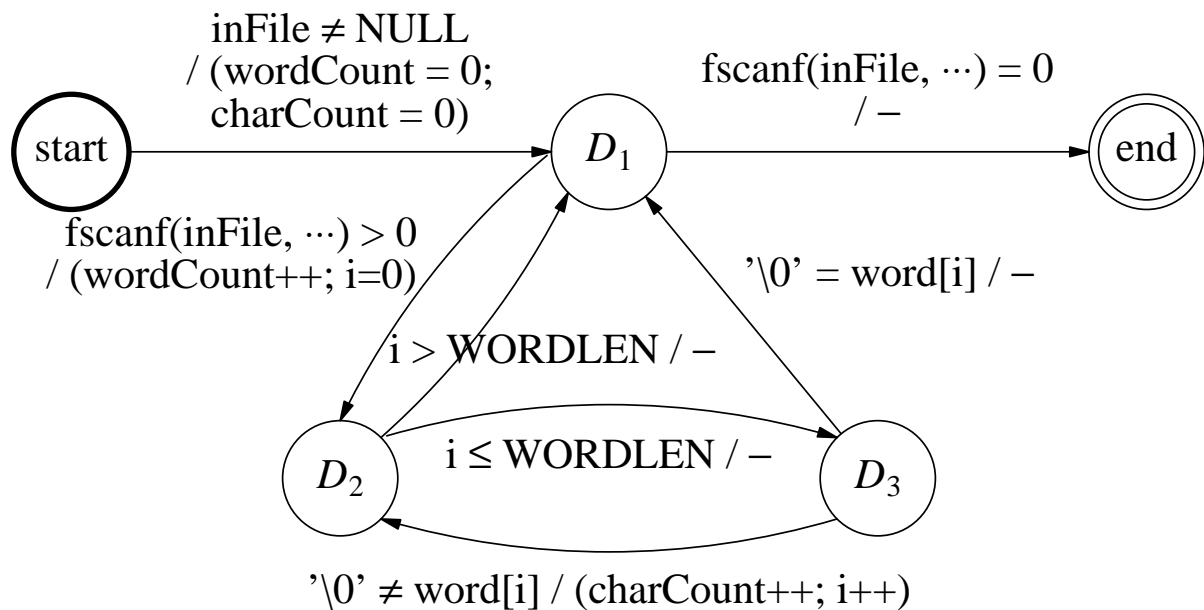 inFile ≠ NULL
/ (wordCount = 0;
charCount = 0)
fscanf(inFile, ⋯) = 0
/ −
start
D₁
end
fscanf(inFile, ⋯) > 0
/ (wordCount++; i=0)
’\0’ = word[i] / −
i > WORDLEN / −
i ≤ WORDLEN / −
D₂
D₃
’\0’ ≠ word[i] / (charCount++; i++)